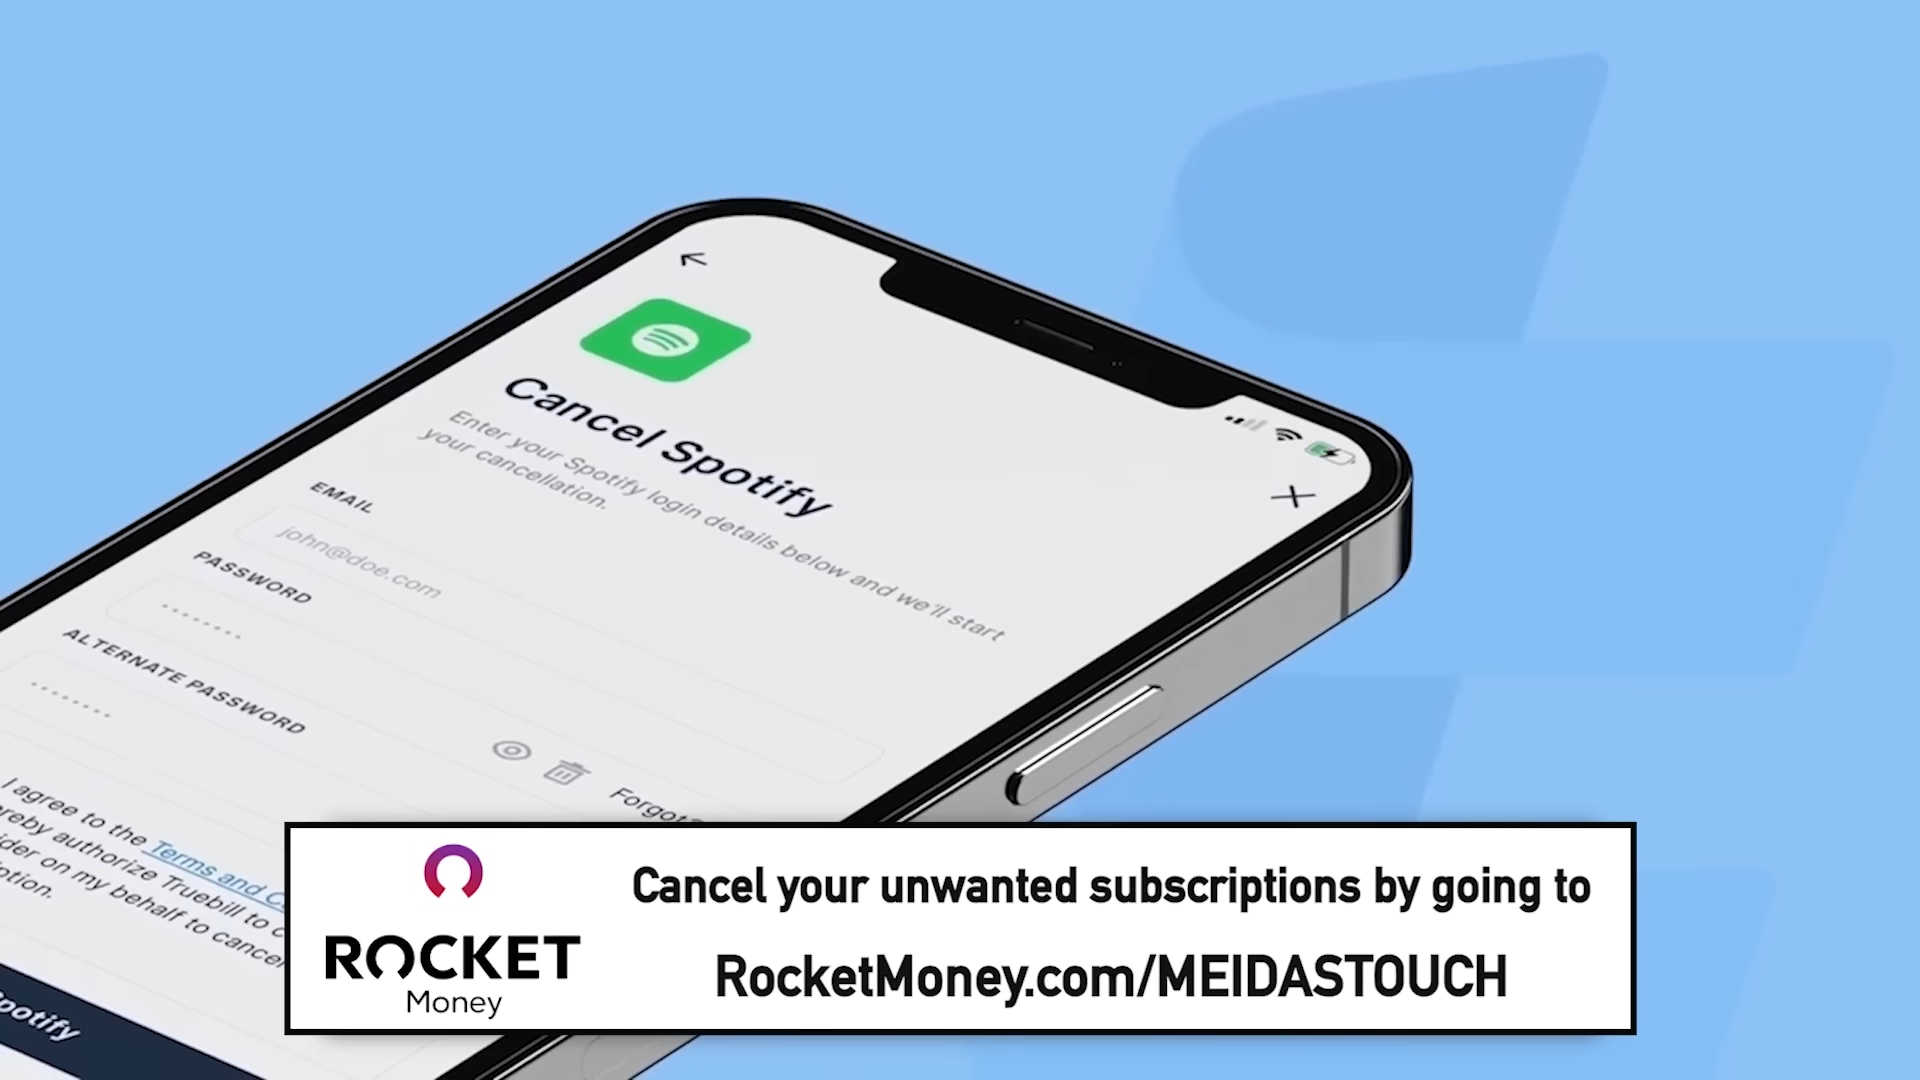 Cancel Spotify
Enter your Spotify login details below and we'll start
your cancellation.
EMAIL
john@doe.com
PASSWORD
ALTERNATE PASSWORD
Forgot?
I agree to the Terms and
authorize Truebill to
on my behalf to cancel
ROCKET
Money
Cancel your unwanted subscriptions by going to
RocketMoney.com/MEIDASTOUCH